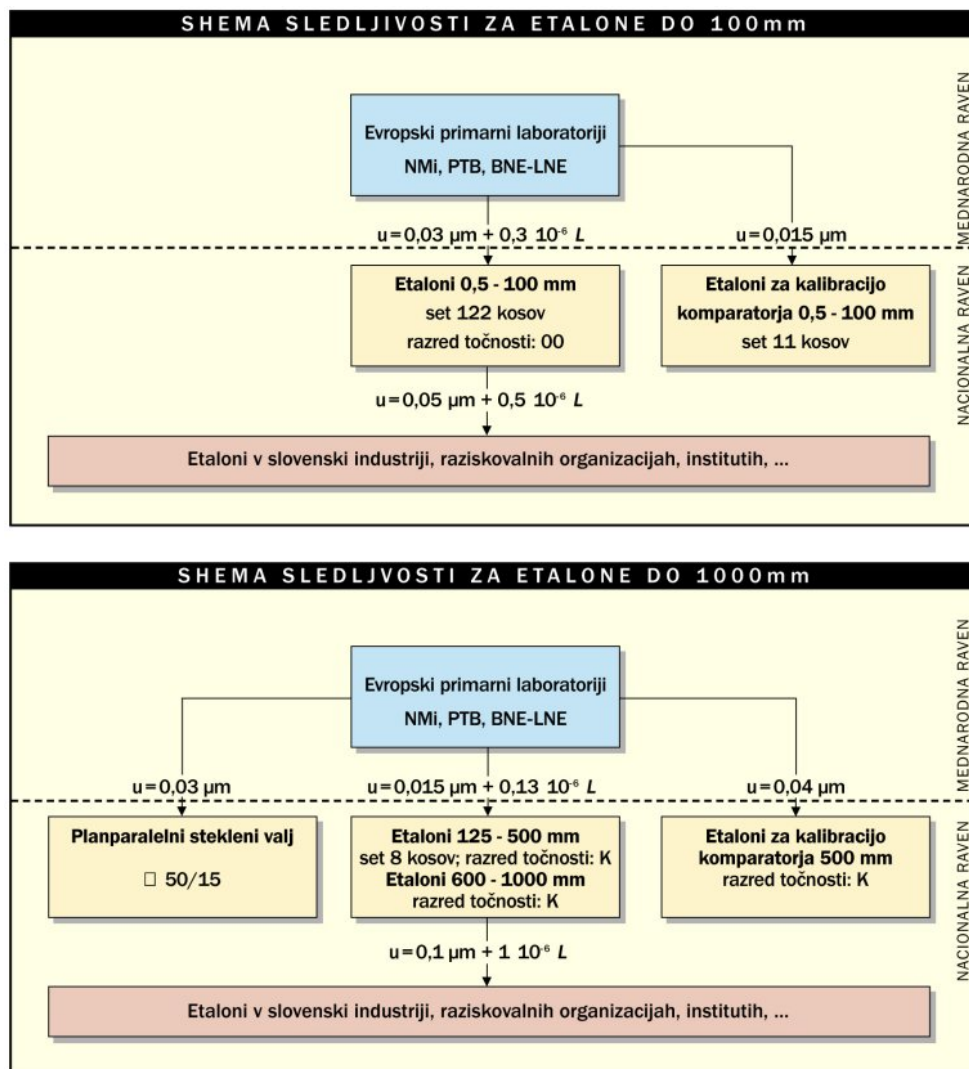 SHEMA SLEDLJIVOSTI ZA ETALONE DO 100mm
MEDNARODNA RAVEN
Evropski primarni laboratoriji
NMi, PTB, BNE-LNE
u=0,03 µm + 0,3 10⁻⁶ L
u=0,015 µm
NACIONALNA RAVEN
Etaloni 0,5 - 100 mm
set 122 kosov
razred točnosti: 00
Etaloni za kalibracijo
komparatorja 0,5 - 100 mm
set 11 kosov
u=0,05 µm + 0,5 10⁻⁶ L
Etaloni v slovenski industriji, raziskovalnih organizacijah, institutih, ...
SHEMA SLEDLJIVOSTI ZA ETALONE DO 1000mm
MEDNARODNA RAVEN
Evropski primarni laboratoriji
NMi, PTB, BNE-LNE
u=0,03 µm
u=0,015 µm + 0,13 10⁻⁶ L
u=0,04 µm
NACIONALNA RAVEN
Planparalelni stekleni valj
□ 50/15
Etaloni 125 - 500 mm
set 8 kosov; razred točnosti: K
Etaloni 600 - 1000 mm
razred točnosti: K
Etaloni za kalibracijo
komparatorja 500 mm
razred točnosti: K
u=0,1 µm + 1 10⁻⁶ L
Etaloni v slovenski industriji, raziskovalnih organizacijah, institutih, ...